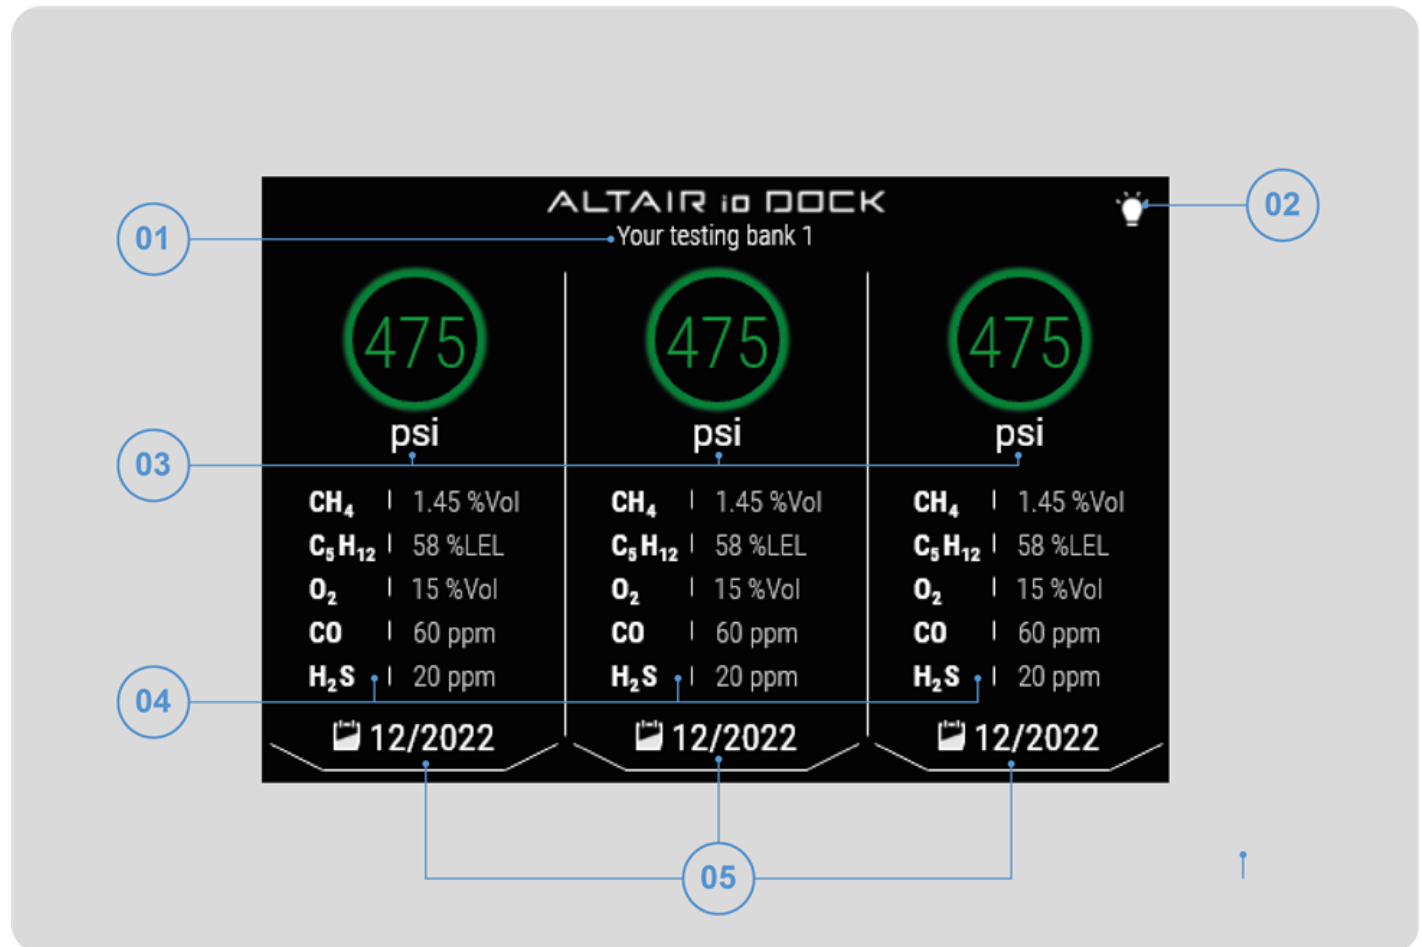 ALTAIR io DOCK
02
01
Your testing bank 1
475 475 475
psi psi psi
03
CH₄ | 1.45 %Vol CH₄ | 1.45 %Vol CH₄ | 1.45 %Vol
C₅H₁₂ | 58 %LEL C₅H₁₂ | 58 %LEL C₅H₁₂ | 58 %LEL
O₂ | 15 %Vol O₂ | 15 %Vol O₂ | 15 %Vol
CO | 60 ppm CO | 60 ppm CO | 60 ppm
H₂S | 20 ppm H₂S | 20 ppm H₂S | 20 ppm
04
12/2022 12/2022 12/2022
05